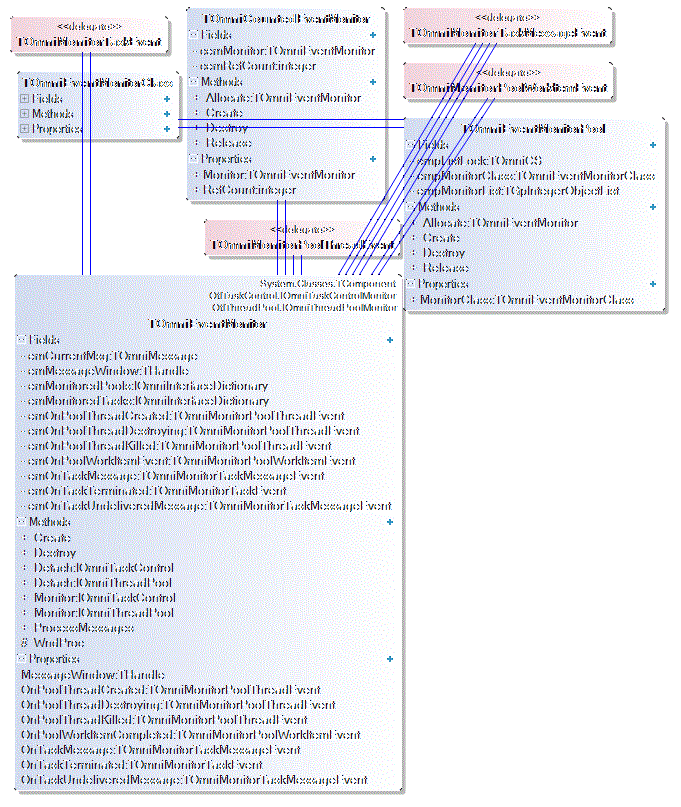 <<delegate>>
TOmniMonitorTaskEvent
TOmniEventMonitorClass
Fields
Methods
Properties
TOmniCountedEventMonitor
Fields
cemMonitor:TOmniEventMonitor
cemRefCount:integer
Methods
Allocate:TOmniEventMonitor
Create
Destroy
Release
Properties
Monitor:TOmniEventMonitor
RefCount:integer
<<delegate>>
TOmniMonitorTaskMessageEvent
<<delegate>>
TOmniMonitorPoolWorkItemEvent
TOmniEventMonitorPool
Fields
empListLock:TOmniCS
empMonitorClass:TOmniEventMonitorClass
empMonitorList:TGpIntegerObjectList
Methods
Allocate:TOmniEventMonitor
Create
Destroy
Release
Properties
MonitorClass:TOmniEventMonitorClass
<<delegate>>
TOmniMonitorPoolThreadEvent
System.Classes.TComponent
OtlTaskControl.IOmniTaskControlMonitor
OtlThreadPool.IOmniThreadPoolMonitor
TOmniEventMonitor
Fields
emCurrentMsg:TOmniMessage
emMessageWindow:THandle
emMonitoredPools:IOmniInterfaceDictionary
emMonitoredTasks:IOmniInterfaceDictionary
emOnPoolThreadCreated:TOmniMonitorPoolThreadEvent
emOnPoolThreadDestroying:TOmniMonitorPoolThreadEvent
emOnPoolThreadKilled:TOmniMonitorPoolThreadEvent
emOnPoolWorkItemEvent:TOmniMonitorPoolWorkItemEvent
emOnTaskMessage:TOmniMonitorTaskMessageEvent
emOnTaskTerminated:TOmniMonitorTaskEvent
emOnTaskUndeliveredMessage:TOmniMonitorTaskMessageEvent
Methods
Create
Destroy
Detach:IOmniTaskControl
Detach:IOmniThreadPool
Monitor:IOmniTaskControl
Monitor:IOmniThreadPool
ProcessMessages
WndProc
Properties
MessageWindow:THandle
OnPoolThreadCreated:TOmniMonitorPoolThreadEvent
OnPoolThreadDestroying:TOmniMonitorPoolThreadEvent
OnPoolThreadKilled:TOmniMonitorPoolThreadEvent
OnPoolWorkItemCompleted:TOmniMonitorPoolWorkItemEvent
OnTaskMessage:TOmniMonitorTaskMessageEvent
OnTaskTerminated:TOmniMonitorTaskEvent
OnTaskUndeliveredMessage:TOmniMonitorTaskMessageEvent